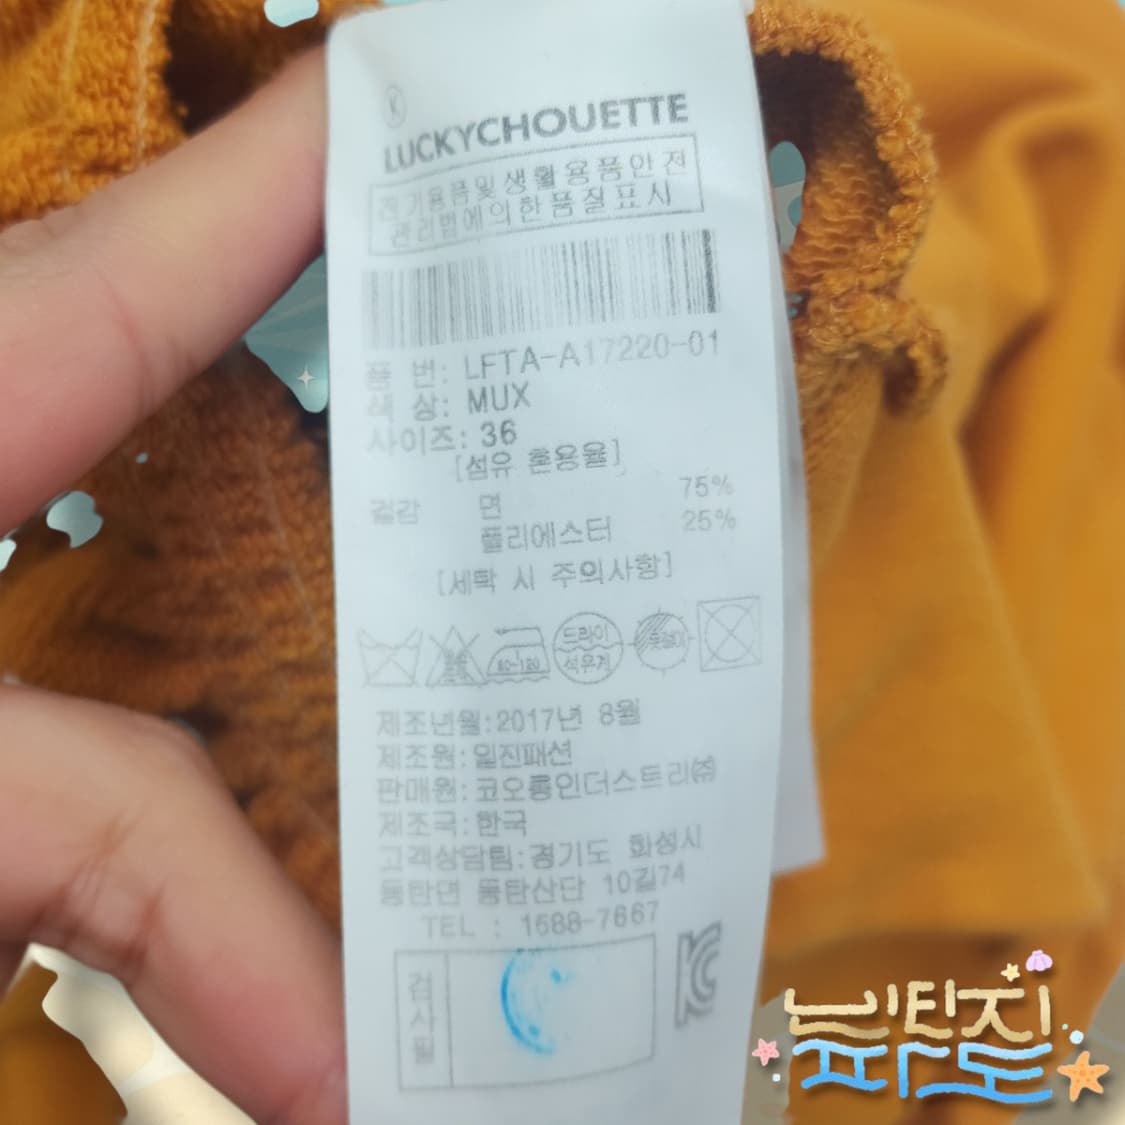 K
LUCKYCHOUETTE
전기용품및생활용품안전
관리법에의한품질표시
품 번: LFTA-A17220-01
색 상: MUX
사이즈: 36
[섬유 혼용율]
겉감 면 75%
폴리에스터 25%
[세탁 시 주의사항]
80-120 드라이
석유계
제조년월:2017년 8월
제조원:일진패션
판매원:코오롱인더스트리㈜
제조국:한국
고객상담팀:경기도 화성시
동탄면 동탄산단 10길74
TEL : 1588-7667
검사필
KC
빈티지
파도